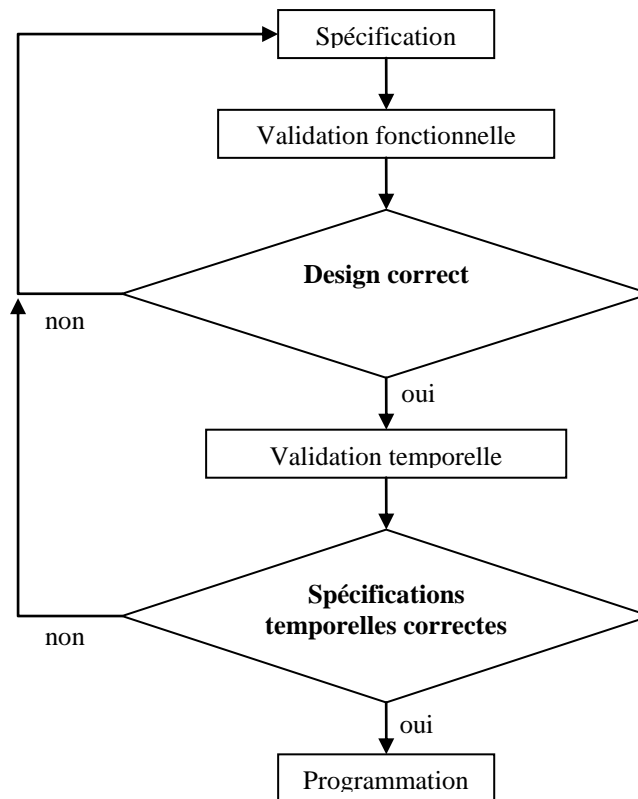 Spécification
Validation fonctionnelle
Design correct
non
oui
Validation temporelle
Spécifications
temporelles correctes
non
oui
Programmation